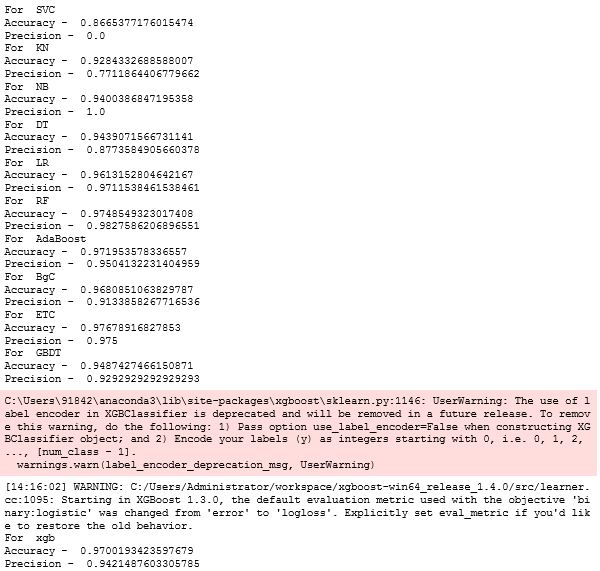 For  SVC
Accuracy -  0.8665377176015474
Precision -  0.0
For  KN
Accuracy -  0.9284332688588007
Precision -  0.7711864406779662
For  NB
Accuracy -  0.9400386847195358
Precision -  1.0
For  DT
Accuracy -  0.9439071566731141
Precision -  0.8773584905660378
For  LR
Accuracy -  0.9613152804642167
Precision -  0.9711538461538461
For  RF
Accuracy -  0.9748549323017408
Precision -  0.9827586206896551
For  AdaBoost
Accuracy -  0.971953578336557
Precision -  0.9504132231404959
For  BgC
Accuracy -  0.9680851063829787
Precision -  0.9133858267716536
For  ETC
Accuracy -  0.97678916827853
Precision -  0.975
For  GBDT
Accuracy -  0.9487427466150871
Precision -  0.9292929292929293
C:\Users\91842\anaconda3\lib\site-packages\xgboost\sklearn.py:1146: UserWarning: The use of l
abel encoder in XGBClassifier is deprecated and will be removed in a future release. To remov
e this warning, do the following: 1) Pass option use_label_encoder=False when constructing XG
BClassifier object; and 2) Encode your labels (y) as integers starting with 0, i.e. 0, 1, 2,
..., [num_class - 1].
  warnings.warn(label_encoder_deprecation_msg, UserWarning)
[14:16:02] WARNING: C:/Users/Administrator/workspace/xgboost-win64_release_1.4.0/src/learner.
cc:1095: Starting in XGBoost 1.3.0, the default evaluation metric used with the objective 'bi
nary:logistic' was changed from 'error' to 'logloss'. Explicitly set eval_metric if you'd lik
e to restore the old behavior.
For  xgb
Accuracy -  0.9700193423597679
Precision -  0.9421487603305785